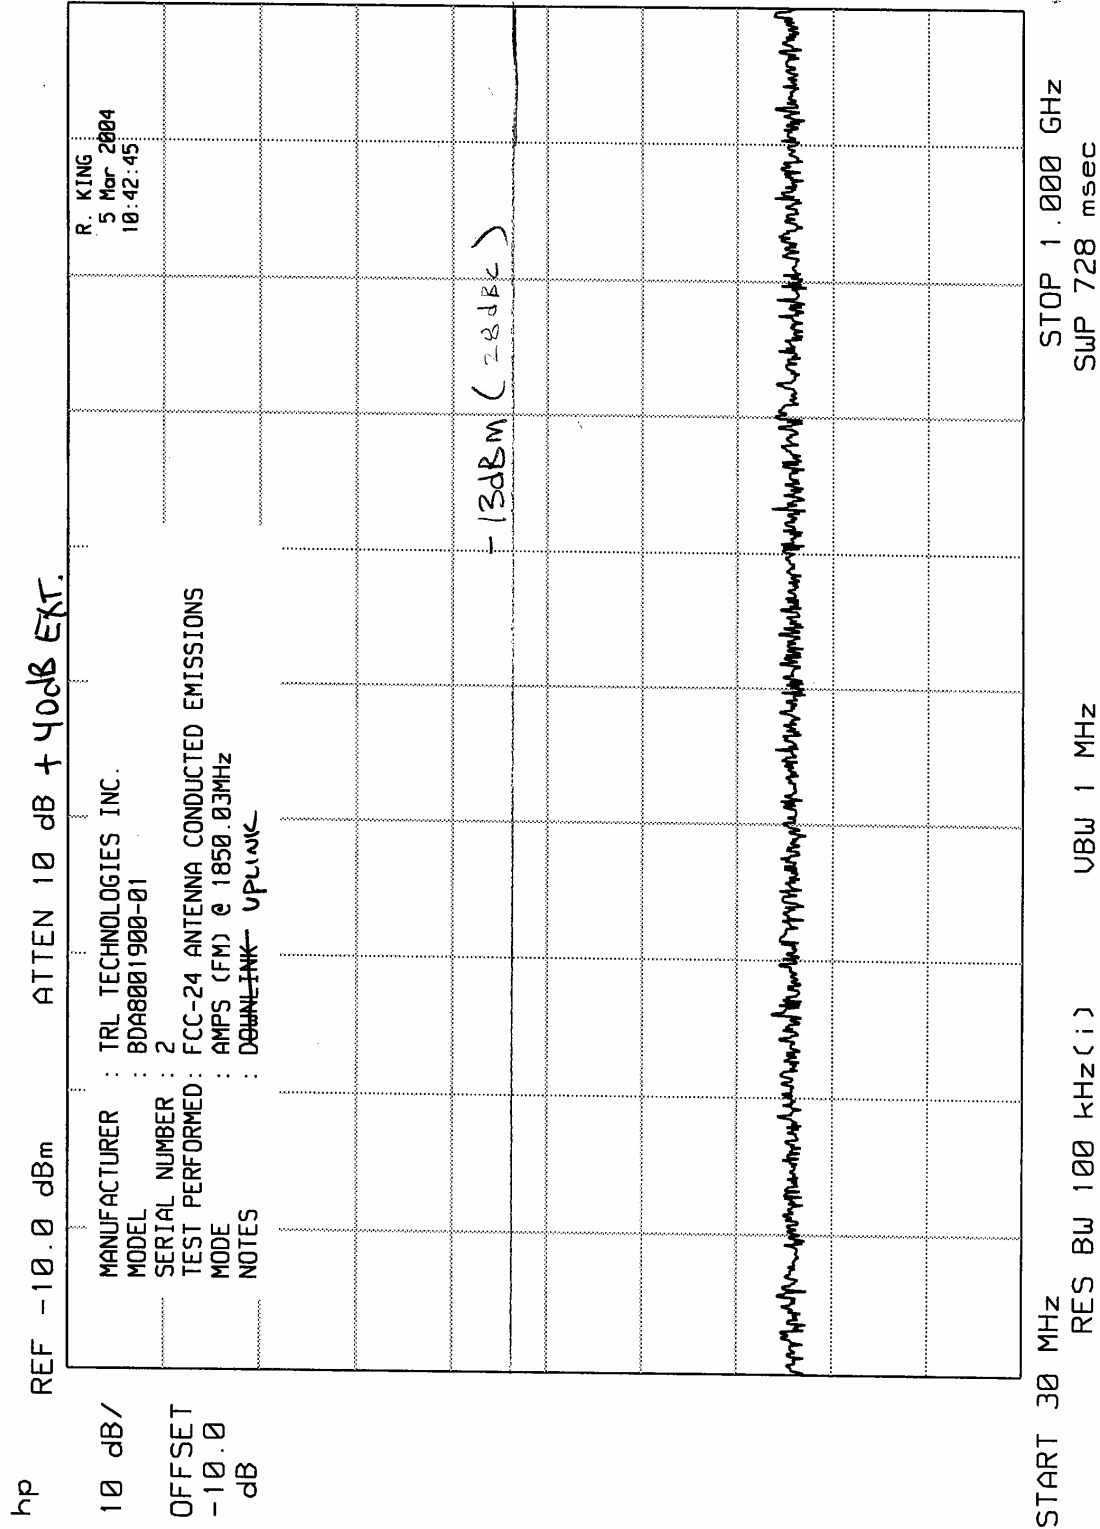 hp
REF -10.0 dBm ATTEN 10 dB + 40dB EXT.
10 dB/
OFFSET
-10.0
dB
R. KING
5 Mar 2004
10:42:45
MANUFACTURER : TRL TECHNOLOGIES INC.
MODEL : BDA8001900-01
SERIAL NUMBER : 2
TEST PERFORMED: FCC-24 ANTENNA CONDUCTED EMISSIONS
MODE : AMPS (FM) @ 1850.03MHz
NOTES : DOWNLINK UPLINK
-13dBm (28dBc)
START 30 MHz STOP 1.000 GHz
RES BW 100 kHz(i) VBW 1 MHz SWP 728 msec